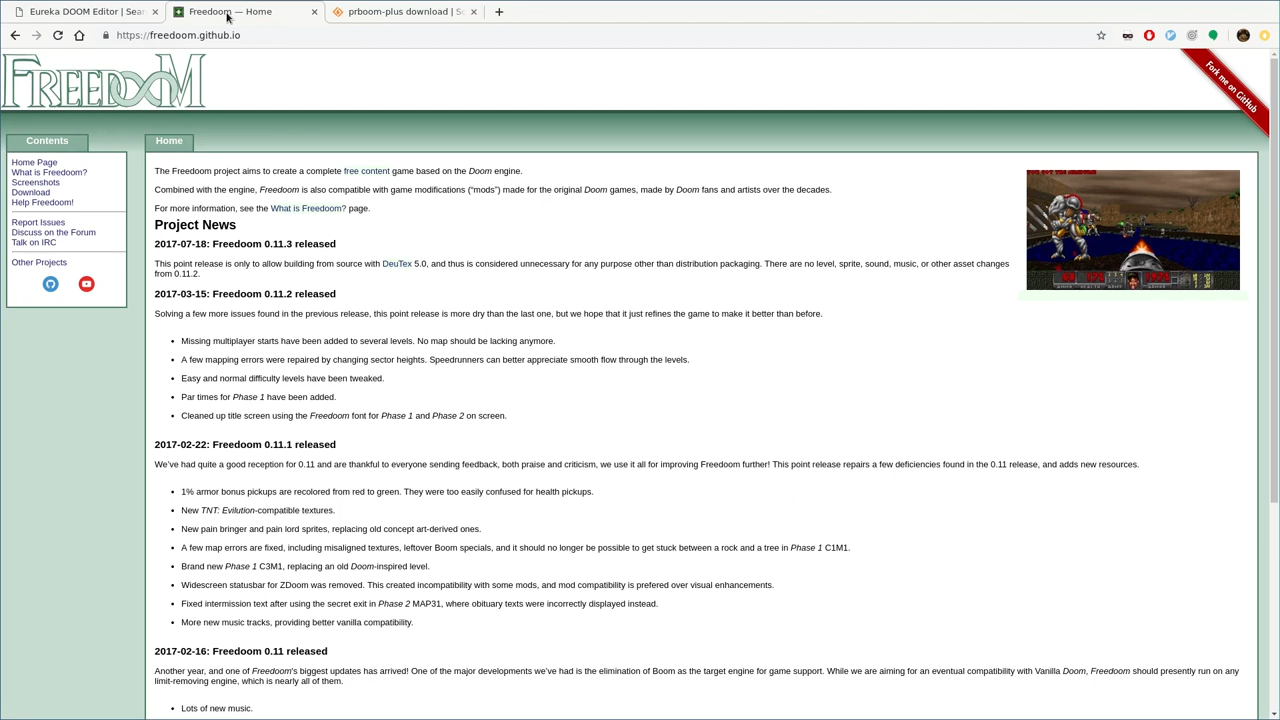 Eureka DOOM Editor | Sear
Freedoom — Home
prboom-plus download | S
https://freedoom.github.io
FREEDOOM
Fork me on GitHub
Contents
Home
Home Page
What is Freedoom?
Screenshots
Download
Help Freedoom!
Report Issues
Discuss on the Forum
Talk on IRC
Other Projects
The Freedoom project aims to create a complete free content game based on the Doom engine.
Combined with the engine, Freedoom is also compatible with game modifications (“mods”) made for the original Doom games, made by Doom fans and artists over the decades.
For more information, see the What is Freedoom? page.
Project News
2017-07-18: Freedoom 0.11.3 released
This point release is only to allow building from source with DeuTex 5.0, and thus is considered unnecessary for any purpose other than distribution packaging. There are no level, sprite, sound, music, or other asset changes
from 0.11.2.
2017-03-15: Freedoom 0.11.2 released
Solving a few more issues found in the previous release, this point release is more dry than the last one, but we hope that it just refines the game to make it better than before.
• Missing multiplayer starts have been added to several levels. No map should be lacking anymore.
• A few mapping errors were repaired by changing sector heights. Speedrunners can better appreciate smooth flow through the levels.
• Easy and normal difficulty levels have been tweaked.
• Par times for Phase 1 have been added.
• Cleaned up title screen using the Freedoom font for Phase 1 and Phase 2 on screen.
2017-02-22: Freedoom 0.11.1 released
We’ve had quite a good reception for 0.11 and are thankful to everyone sending feedback, both praise and criticism, we use it all for improving Freedoom further! This point release repairs a few deficiencies found in the 0.11 release, and adds new resources.
• 1% armor bonus pickups are recolored from red to green. They were too easily confused for health pickups.
• New TNT: Evilution-compatible textures.
• New pain bringer and pain lord sprites, replacing old concept art-derived ones.
• A few map errors are fixed, including misaligned textures, leftover Boom specials, and it should no longer be possible to get stuck between a rock and a tree in Phase 1 C1M1.
• Brand new Phase 1 C3M1, replacing an old Doom-inspired level.
• Widescreen statusbar for ZDoom was removed. This created incompatibility with some mods, and mod compatibility is prefered over visual enhancements.
• Fixed intermission text after using the secret exit in Phase 2 MAP31, where obituary texts were incorrectly displayed instead.
• More new music tracks, providing better vanilla compatibility.
2017-02-16: Freedoom 0.11 released
Another year, and one of Freedoom’s biggest updates has arrived! One of the major developments we’ve had is the elimination of Boom as the target engine for game support. While we are aiming for an eventual compatibility with Vanilla Doom, Freedoom should presently run on any
limit-removing engine, which is nearly all of them.
• Lots of new music.